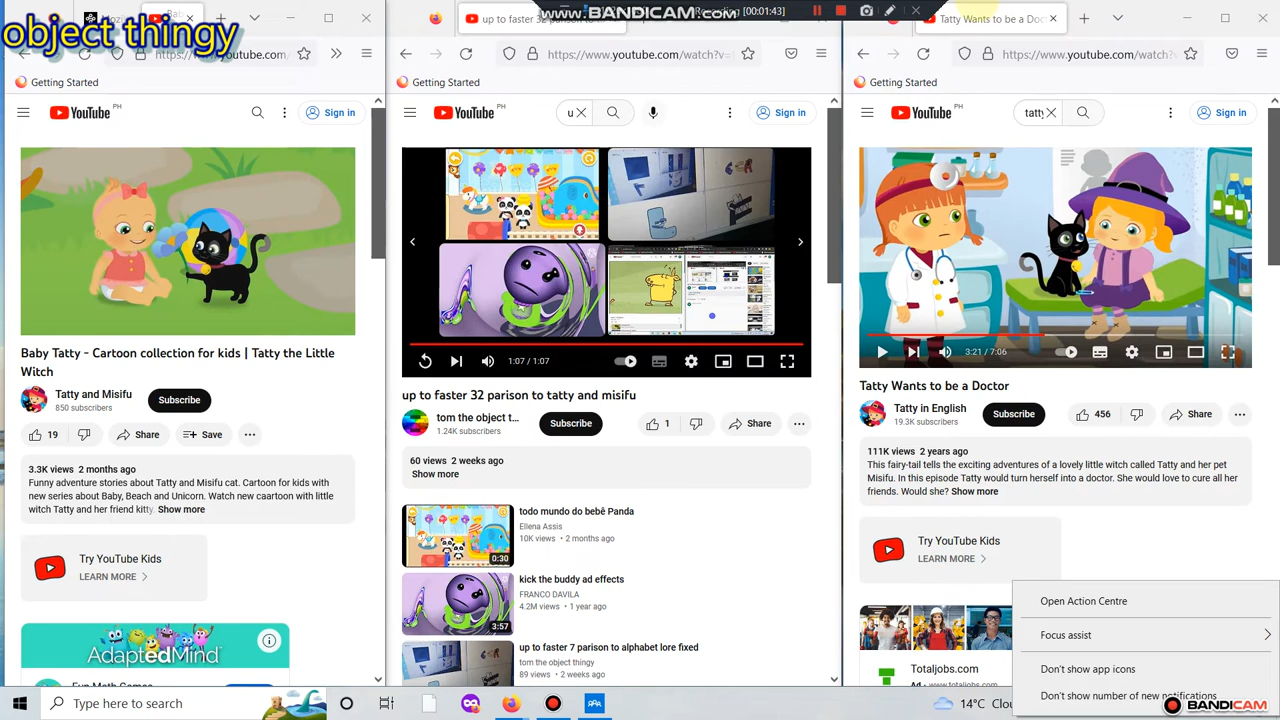 object thingy
www.BANDICAM.com
Recording [00:01:43]
up to faster 32 parison t
Tatty Wants to be a
https://www.youtube.com/
https://www.youtube.com/watch?v=
https://www.youtube.com/watch?v
Getting Started
Getting Started
Getting Started
YouTube PH
Sign in
YouTube PH
u
Sign in
YouTube PH
tatty
Sign in
Baby Tatty - Cartoon collection for kids | Tatty the Little
Witch
Tatty and Misifu
850 subscribers
Subscribe
19
Share
Save
3.3K views 2 months ago
Funny adventure stories about Tatty and Misifu cat. Cartoon for kids with
new series about Baby, Beach and Unicorn. Watch new caartoon with little
witch Tatty and her friend kitty. Show more
Try YouTube Kids
LEARN MORE
AdaptedMind
1:07 / 1:07
up to faster 32 parison to tatty and misifu
tom the object t...
1.24K subscribers
Subscribe
1
Share
60 views 2 weeks ago
Show more
todo mundo do bebê Panda
Ellena Assis
10K views • 2 months ago
0:30
kick the buddy ad effects
FRANCO DAVILA
4.2M views • 1 year ago
3:57
up to faster 7 parison to alphabet lore fixed
tom the object thingy
89 views • 2 weeks ago
3:21 / 7:06
Tatty Wants to be a Doctor
Tatty in English
19.3K subscribers
Subscribe
Share
111K views 2 years ago
This fairy-tail tells the exciting adventures of a lovely little witch called Tatty and her pet
Misifu. In this episode Tatty would turn herself into a doctor. She would love to cure all her
friends. Would she? Show more
Try YouTube Kids
LEARN MORE
Totaljobs.com
Ad • www.totaljobs.com
Open Action Centre
Focus assist
Don't show app icons
Don't show number of new notifications
Type here to search
14°C
BANDICAM